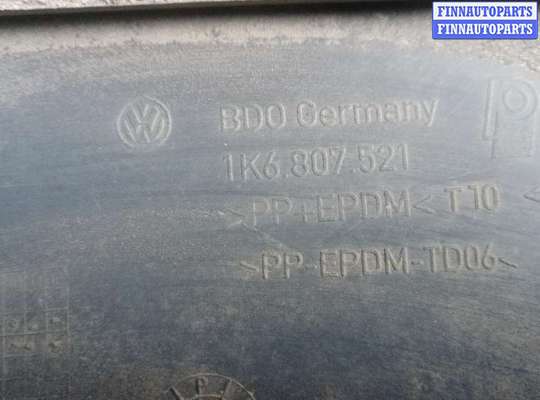 FINNAUTOPARTS
FINNAUTOPARTS
BDO Germany
1K6.807.521
>PP+EPDM< T10
>PP-EPDM-TD06<